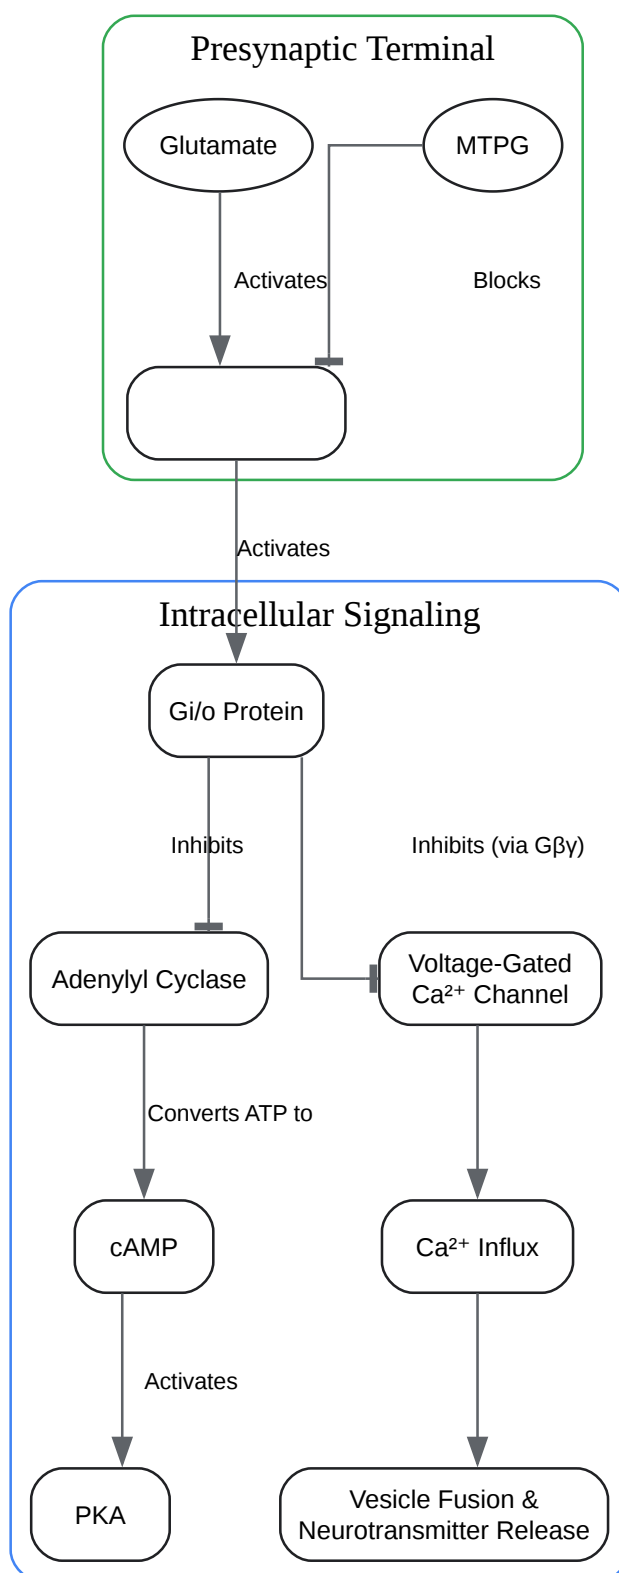 Presynaptic Terminal
Glutamate
MTPG
Activates
Blocks
Activates
Intracellular Signaling
Gi/o Protein
Inhibits
Inhibits (via Gβγ)
Adenylyl Cyclase
Voltage-Gated
Ca²⁺ Channel
Converts ATP to
cAMP
Ca²⁺ Influx
Activates
PKA
Vesicle Fusion &
Neurotransmitter Release